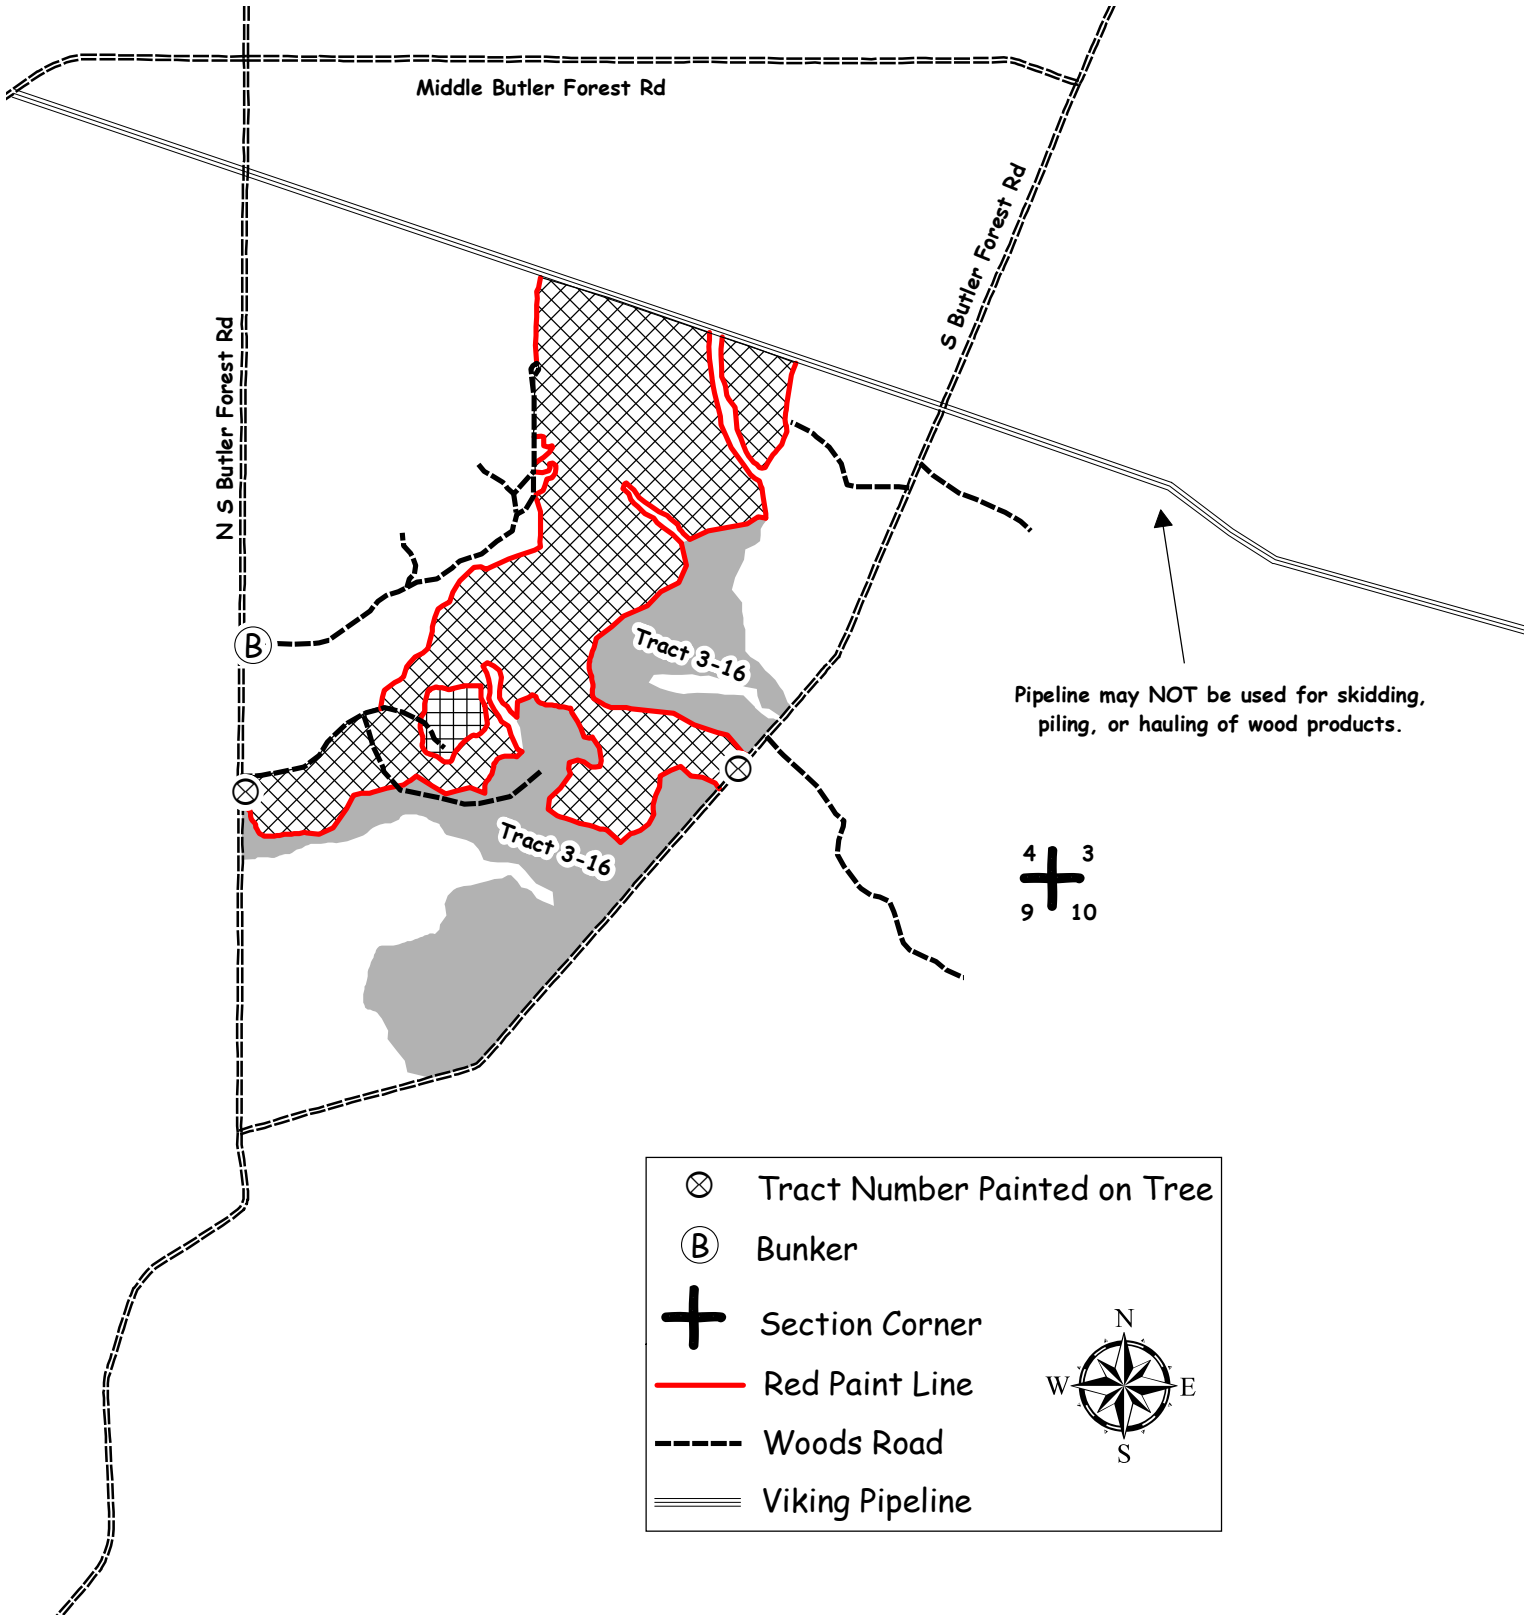 Middle Butler Forest Rd
S Butler Forest Rd
N S Butler Forest Rd
B
Tract 3-16
Pipeline may NOT be used for skidding,
piling, or hauling of wood products.
Tract 3-16
4 3
9 10
Tract Number Painted on Tree
B Bunker
Section Corner
Red Paint Line
Woods Road
Viking Pipeline
N
W E
S